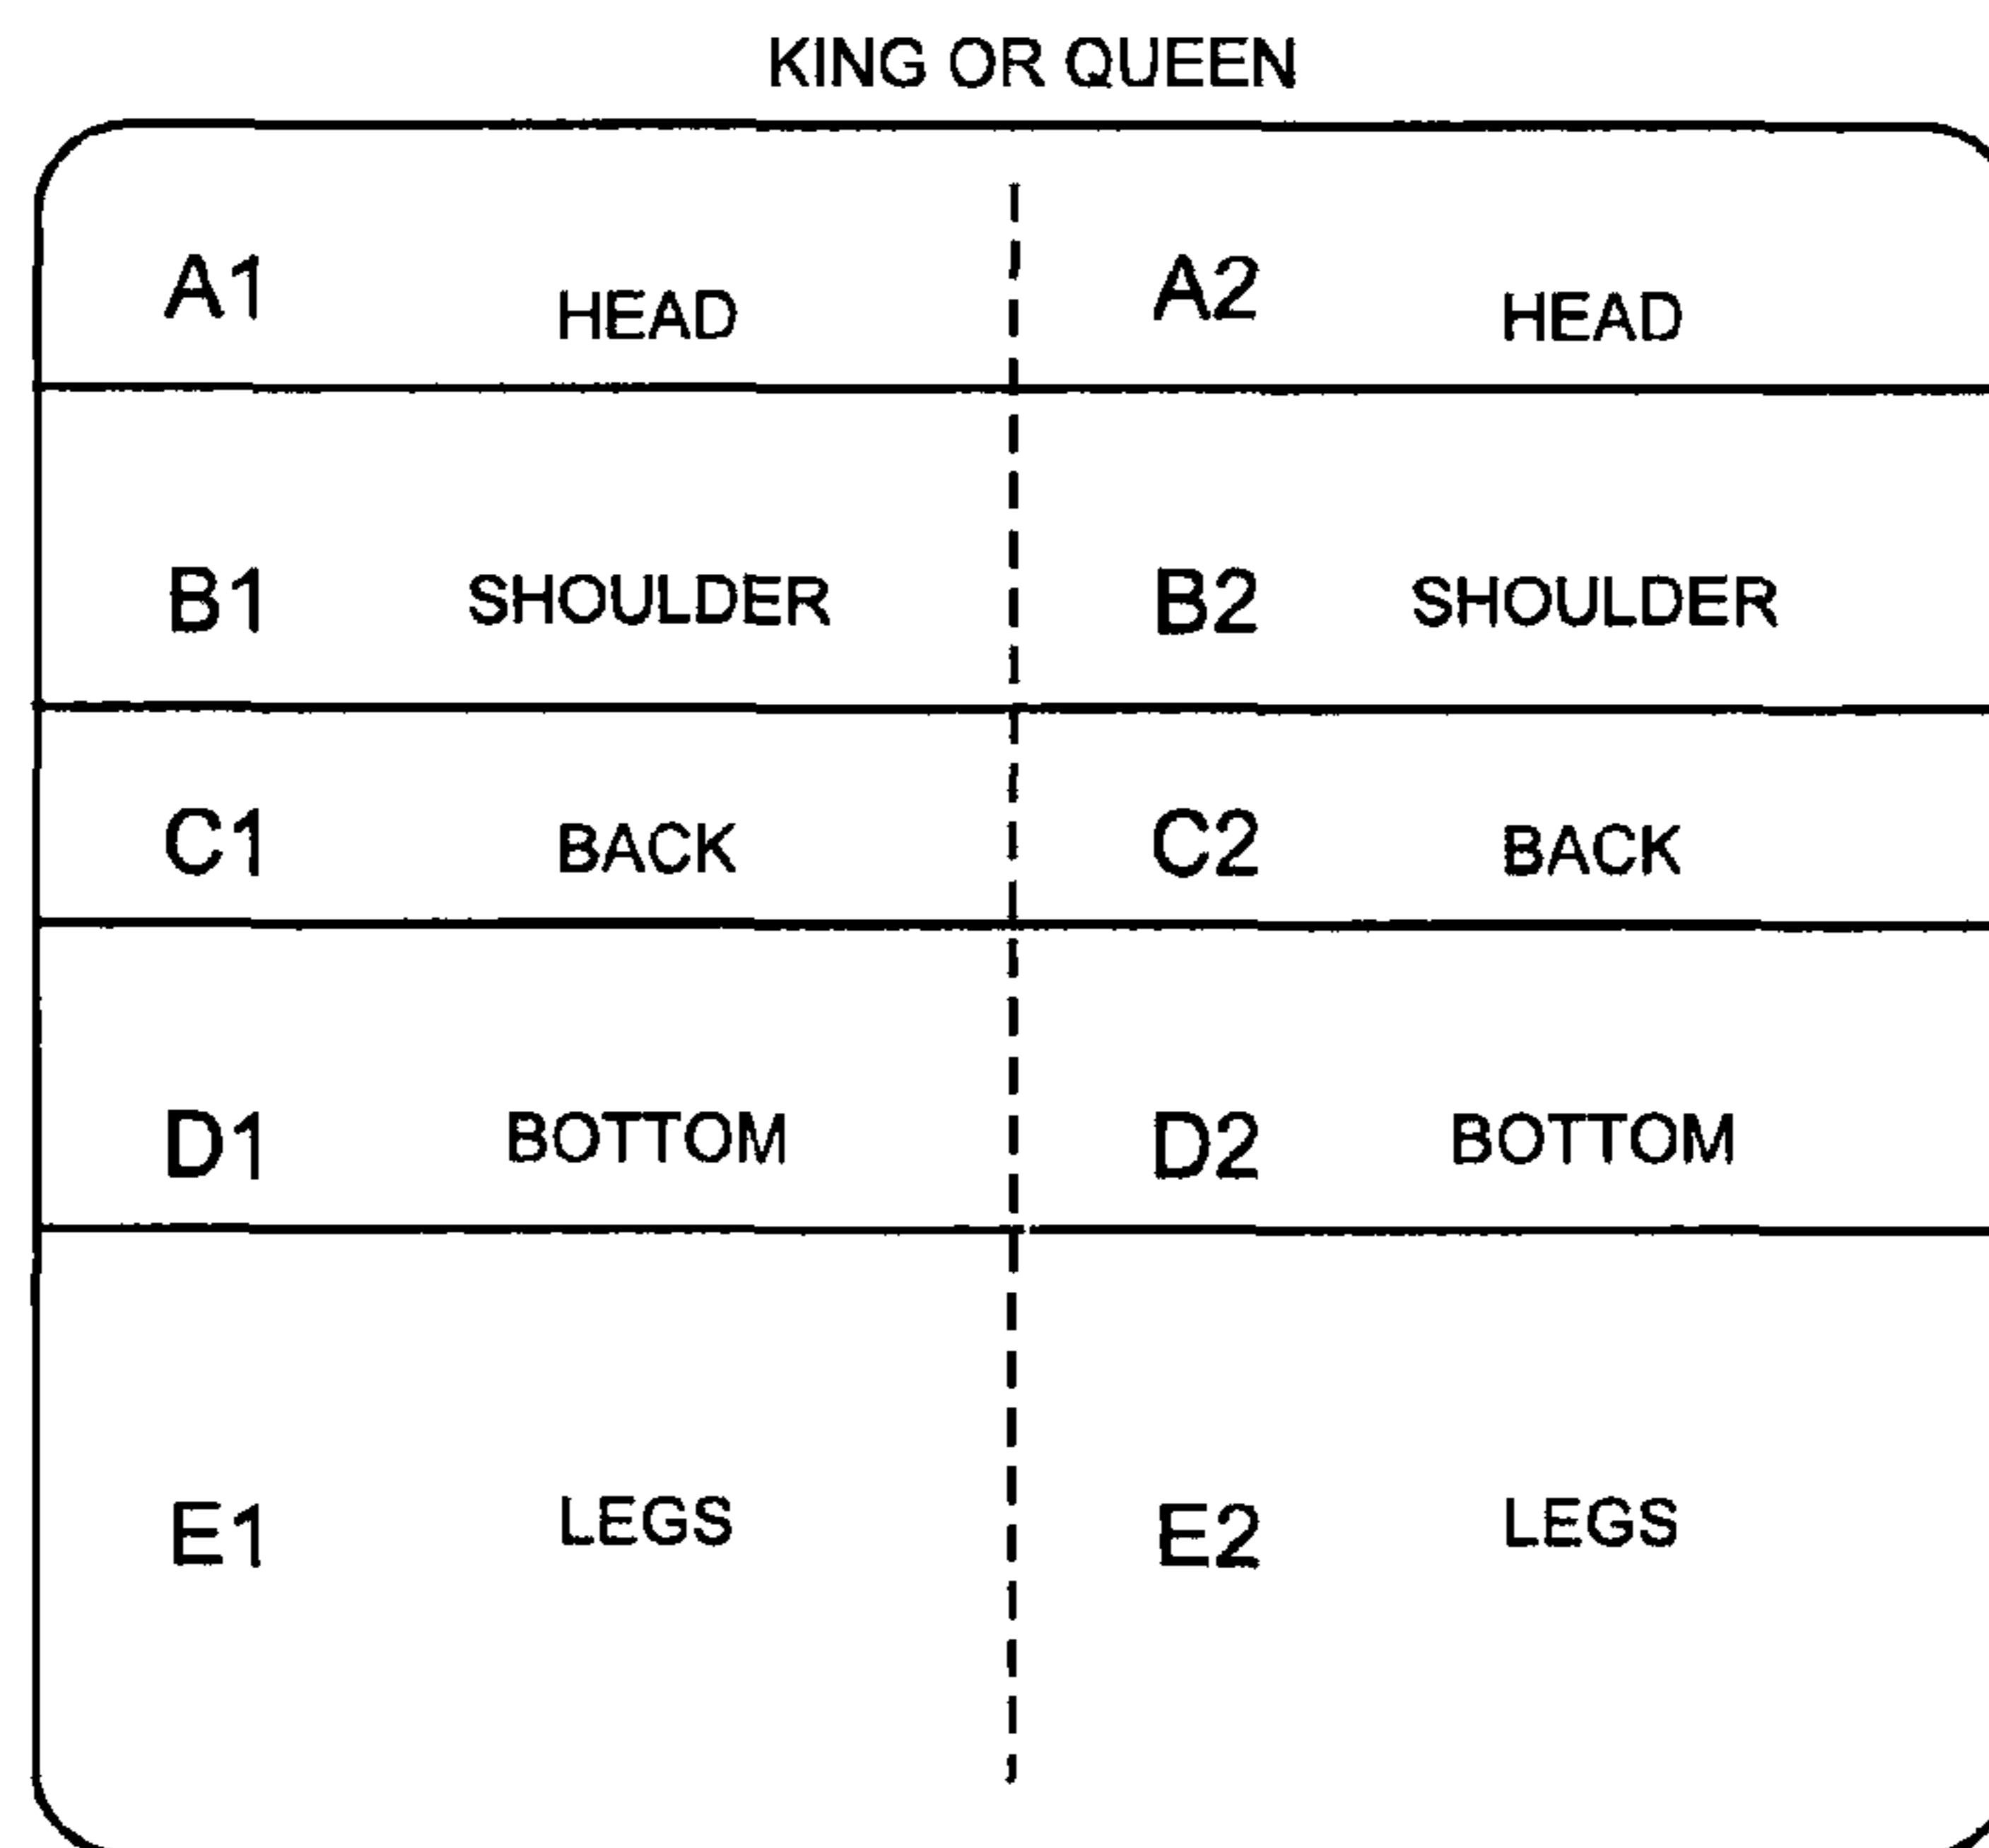 KING OR QUEEN
A1 HEAD A2 HEAD
B1 SHOULDER B2 SHOULDER
C1 BACK C2 BACK
D1 BOTTOM D2 BOTTOM
E1 LEGS E2 LEGS